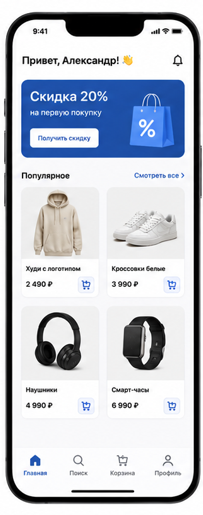 9:41
Привет, Александр! 👋
Скидка 20%
на первую покупку
Получить скидку
%
Популярное
Смотреть все >
Худи с логотипом
2 490 ₽
Кроссовки белые
3 990 ₽
Наушники
4 990 ₽
Смарт-часы
6 990 ₽
Главная
Поиск
Корзина
Профиль